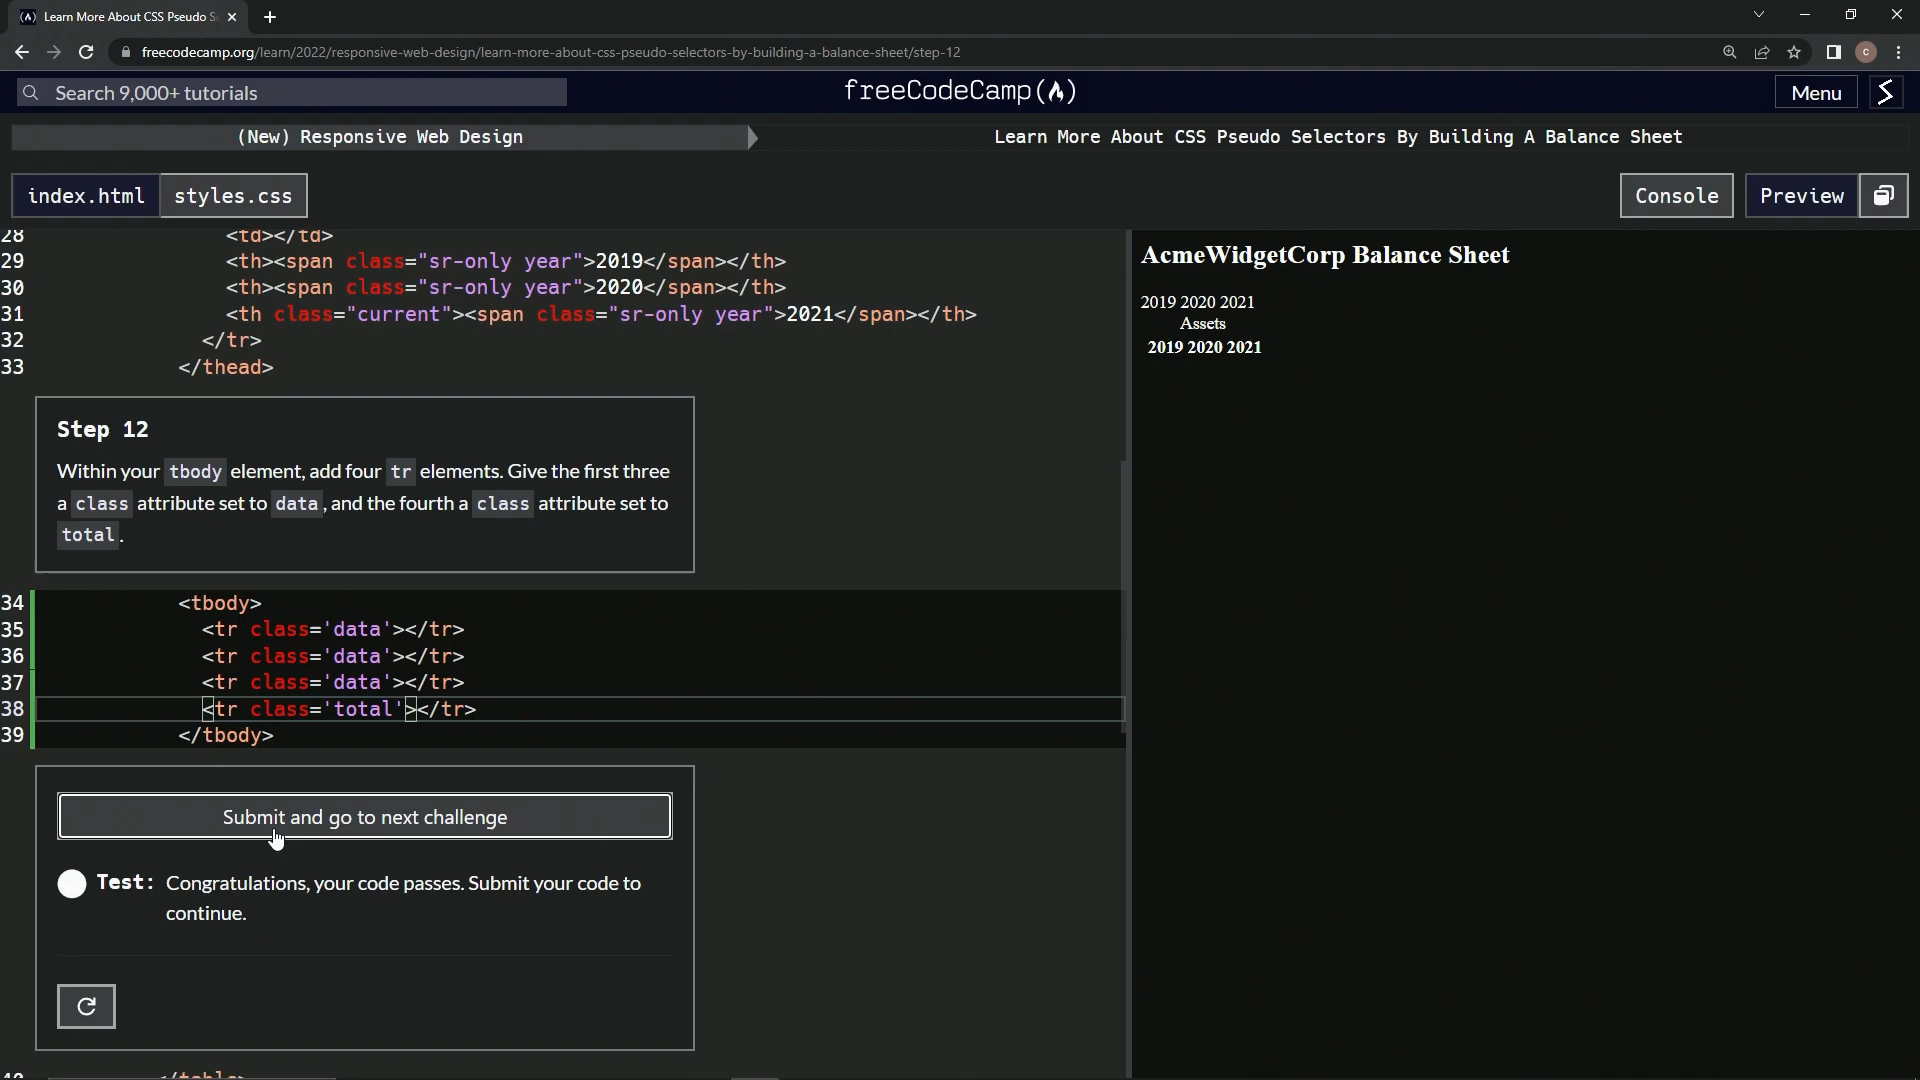 Learn More About CSS Pseudo S
freecodecamp.org/learn/2022/responsive-web-design/learn-more-about-css-pseudo-selectors-by-building-a-balance-sheet/step-12
C
Search 9,000+ tutorials
freeCodeCamp
Menu
(New) Responsive Web Design
Learn More About CSS Pseudo Selectors By Building A Balance Sheet
index.html
styles.css
Console
Preview
28 <td></td>
29 <th><span class="sr-only year">2019</span></th>
30 <th><span class="sr-only year">2020</span></th>
31 <th class="current"><span class="sr-only year">2021</span></th>
32 </tr>
33 </thead>
Step 12
Within your tbody element, add four tr elements. Give the first three
a class attribute set to data, and the fourth a class attribute set to
total.
34 <tbody>
35 <tr class='data'></tr>
36 <tr class='data'></tr>
37 <tr class='data'></tr>
38 <tr class='total'></tr>
39 </tbody>
Submit and go to next challenge
Test: Congratulations, your code passes. Submit your code to
continue.
40 </table>
AcmeWidgetCorp Balance Sheet
2019 2020 2021
Assets
2019 2020 2021